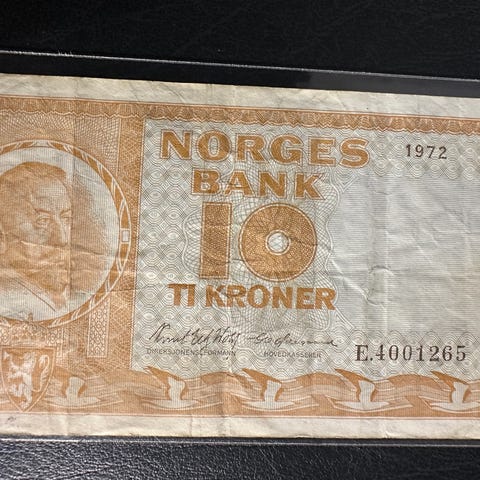 NORGES
1972
BANK
10
TI KRONER
DIREKSJONENS FORMANN HOVEDKASSERER
E.4001265